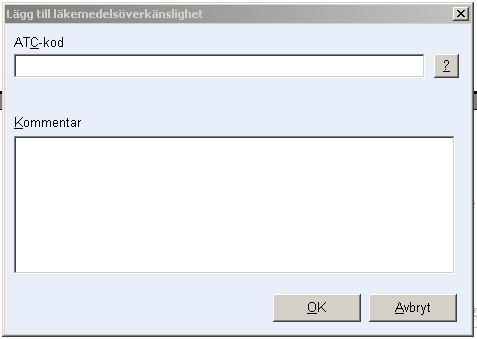 Lägg till läkemedelsöverkänslighet
ATC-kod
?
Kommentar
OK
Avbryt